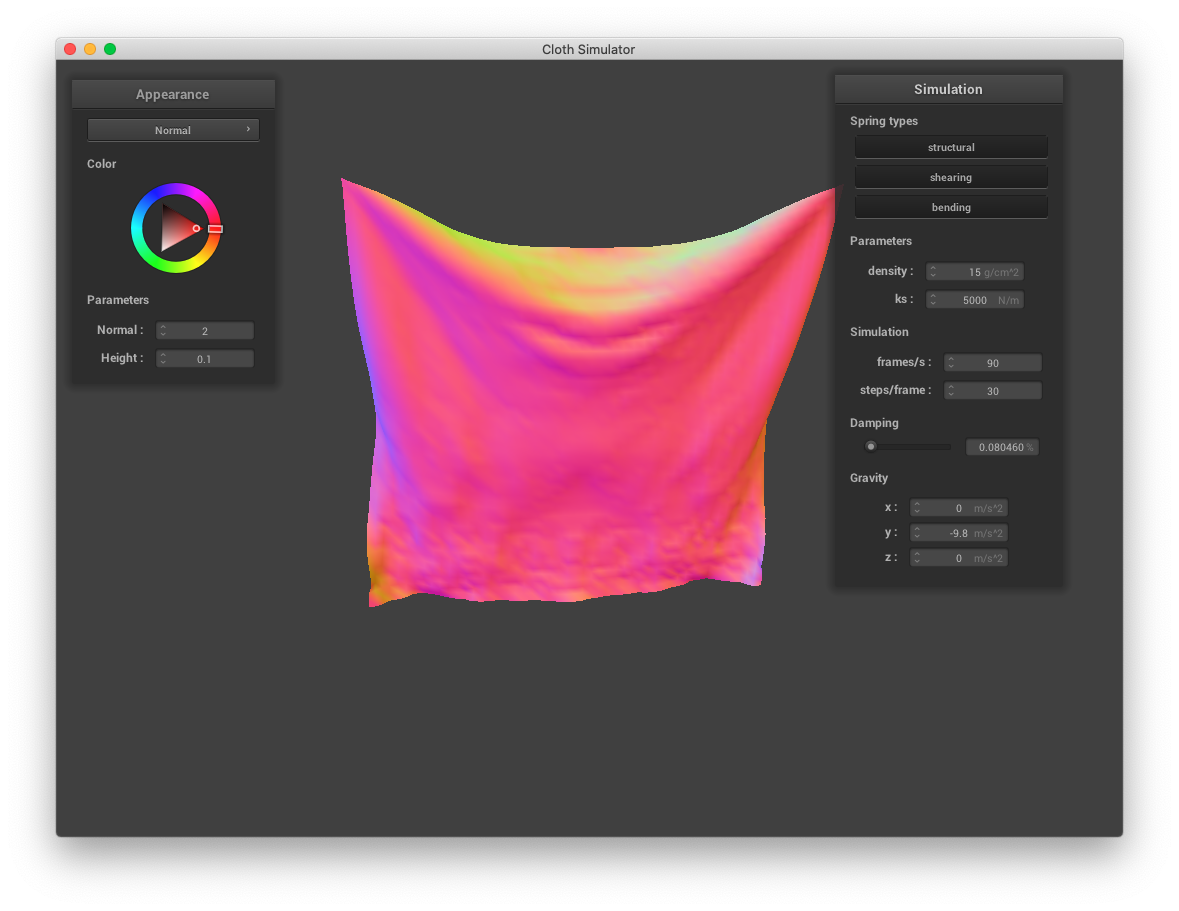 Cloth Simulator
Appearance
Normal ›
Color
Parameters
Normal : 2
Height : 0.1
Simulation
Spring types
structural
shearing
bending
Parameters
density : 15 g/cm^2
ks : 5000 N/m
Simulation
frames/s : 90
steps/frame : 30
Damping
0.080460 %
Gravity
x : 0 m/s^2
y : -9.8 m/s^2
z : 0 m/s^2